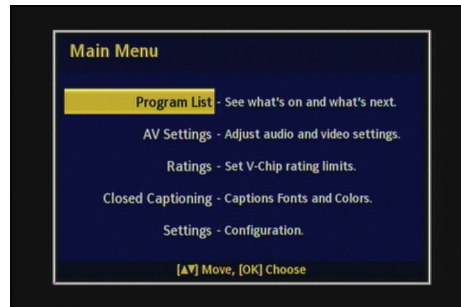 Main Menu
Program List - See what's on and what's next.
AV Settings - Adjust audio and video settings.
Ratings - Set V-Chip rating limits.
Closed Captioning - Captions Fonts and Colors.
Settings - Configuration.
[▲▼] Move, [OK] Choose